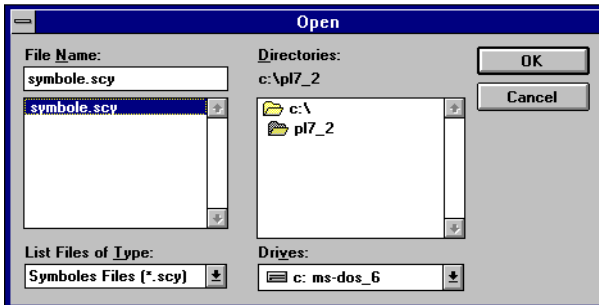 Open
File Name:
symbole.scy
symbole.scy
List Files of Type:
Symboles Files (*.scy)
Directories:
c:\pl7_2
c:\
pl7_2
Drives:
c: ms-dos_6
OK
Cancel